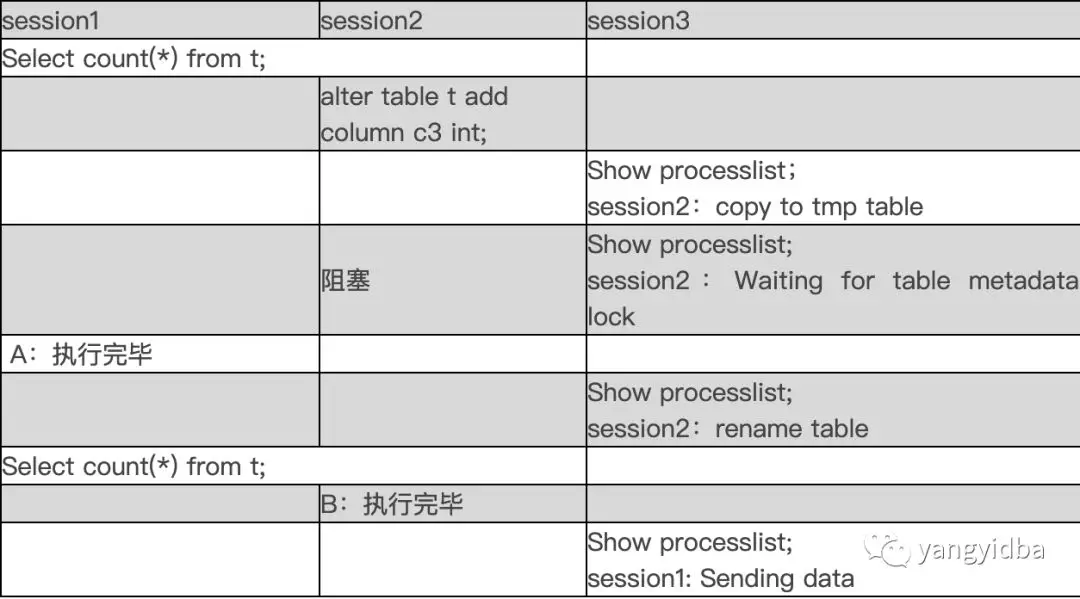 session1 session2 session3
Select count(*) from t;
alter table t add
column c3 int;
Show processlist；
session2：copy to tmp table
Show processlist;
阻塞
session2：Waiting for table metadata
lock
A：执行完毕
Show processlist;
session2：rename table
Select count(*) from t;
B：执行完毕
Show processlist;
session1: Sending data
yangyidba